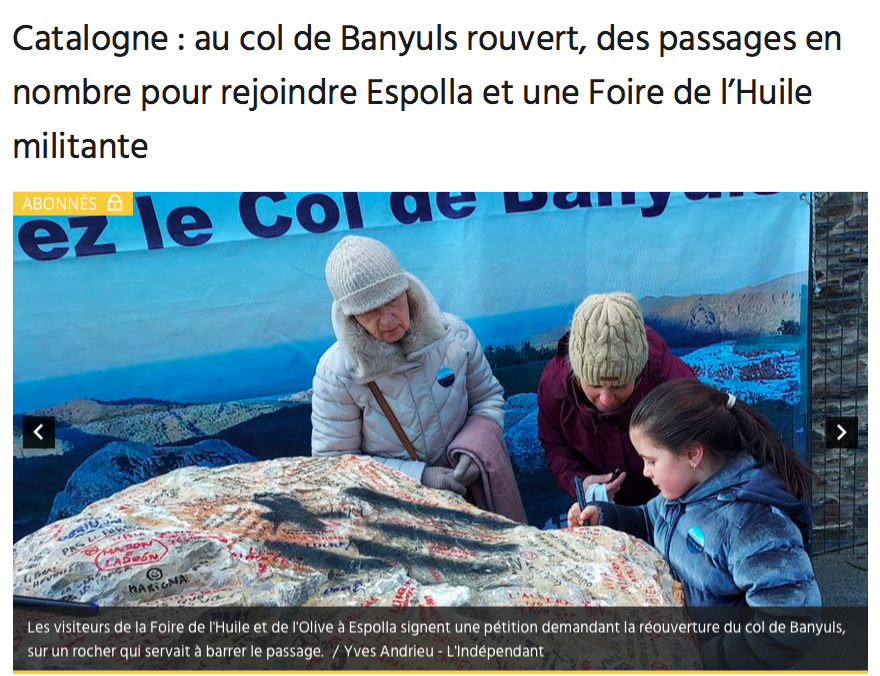 Catalogne : au col de Banyuls rouvert, des passages en
nombre pour rejoindre Espolla et une Foire de l’Huile
militante
ABONNÉS
ez le Col de Banyuls
MACRON
LADRÓN
MARIGNA
Les visiteurs de la Foire de l'Huile et de l'Olive à Espolla signent une pétition demandant la réouverture du col de Banyuls,
sur un rocher qui servait à barrer le passage. / Yves Andrieu - L'Indépendant